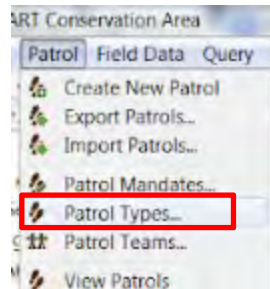 ART Conservation Area
Patrol Field Data Query
Create New Patrol
Export Patrols...
Import Patrols...
Patrol Mandates...
Patrol Types...
Patrol Teams...
View Patrols